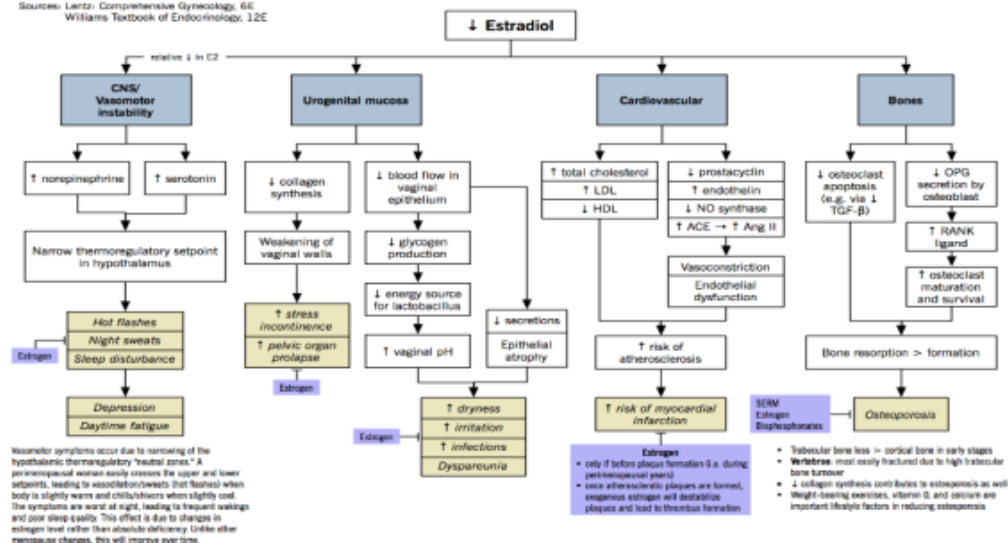 Sources: Lentz: Comprehensive Gynecology, 6E
Williams Textbook of Endocrinology, 12E
↓ Estradiol
relative ↓ in E2
CNS/
Vasomotor
instability
Urogenital mucosa
Cardiovascular
Bones
↑ norepinephrine
↑ serotonin
↓ collagen
synthesis
↓ blood flow in
vaginal
epithelium
↑ total cholesterol
↑ LDL
↓ HDL
↓ prostacyclin
↑ endothelin
↓ NO synthase
↑ ACE → ↑ Ang II
↓ osteoclast
apoptosis
(e.g. via ↓
TGF-β)
↓ OPG
secretion by
osteoblast
Narrow thermoregulatory setpoint
in hypothalamus
Weakening of
vaginal walls
↓ glycogen
production
↑ RANK
ligand
Vasoconstriction
Endothelial
dysfunction
↑ osteoclast
maturation
and survival
↓ energy source
for lactobacillus
Hot flashes
Night sweats
Sleep disturbance
Estrogen
↑ stress
incontinence
↑ pelvic organ
prolapse
Estrogen
↑ vaginal pH
↓ secretions
Epithelial
atrophy
↑ risk of
atherosclerosis
Bone resorption > formation
Depression
Daytime fatigue
Estrogen
↑ dryness
↑ irritation
↑ infections
Dyspareunia
↑ risk of myocardial
infarction
SERM
Estrogen
Bisphosphonates
Osteoporosis
Vasomotor symptoms occur due to narrowing of the
hypothalamic thermoregulatory "neutral zones." A
perimenopausal woman easily crosses the upper and lower
setpoints, leading to vasodilation/sweats (hot flashes) when
body is slightly warm and chills/shivers when slightly cool.
The symptoms are worst at night, leading to frequent wakings
and poor sleep quality. This effect is due to changes in
estrogen level rather than absolute deficiency. Unlike other
menopause changes, this will improve over time.
Estrogen
• only if before plaque formation (i.e. during
perimenopausal years)
• once atherosclerotic plaques are formed,
exogenous estrogen will destabilize
plaques and lead to thrombus formation
• Trabecular bone loss > cortical bone in early stages
• Vertebrae: most easily fractured due to high trabecular
bone turnover
• ↓ collagen synthesis contributes to osteoporosis as well
• Weight-bearing exercises, vitamin D, and calcium are
important lifestyle factors in reducing osteoporosis